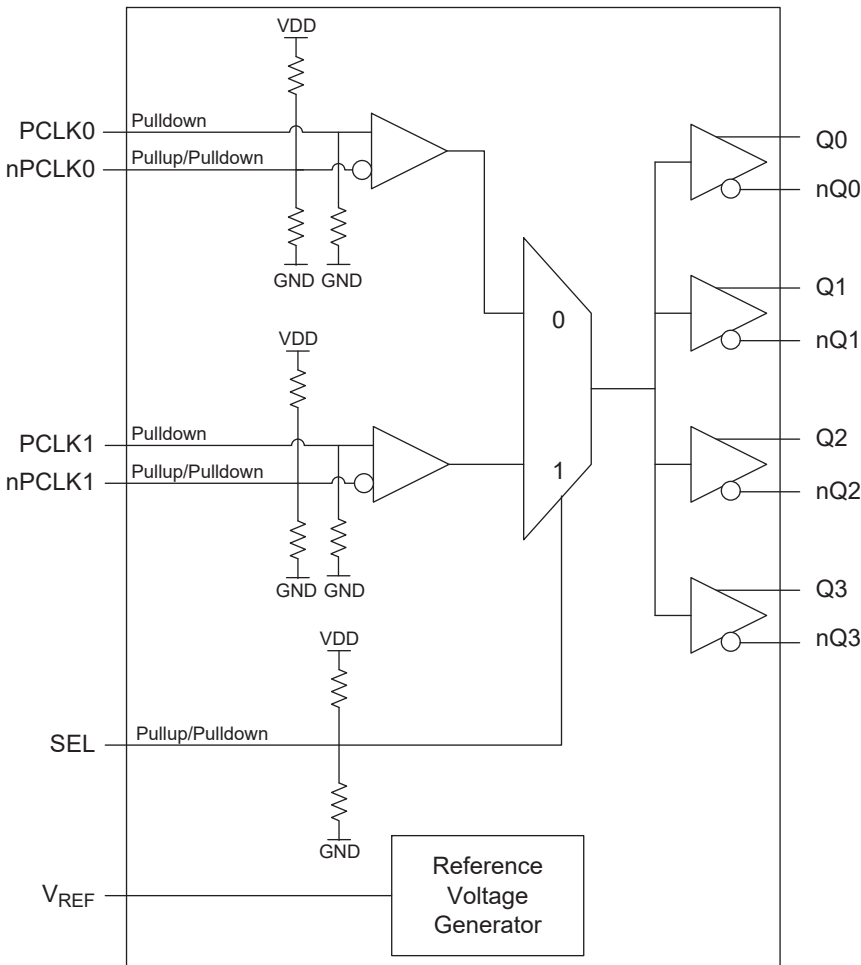 VDD
PCLK0
Pulldown
nPCLK0
Pullup/Pulldown
GND
GND
Q0
nQ0
Q1
nQ1
0
VDD
PCLK1
Pulldown
nPCLK1
Pullup/Pulldown
GND
GND
1
Q2
nQ2
Q3
nQ3
VDD
SEL
Pullup/Pulldown
GND
VREF
Reference
Voltage
Generator